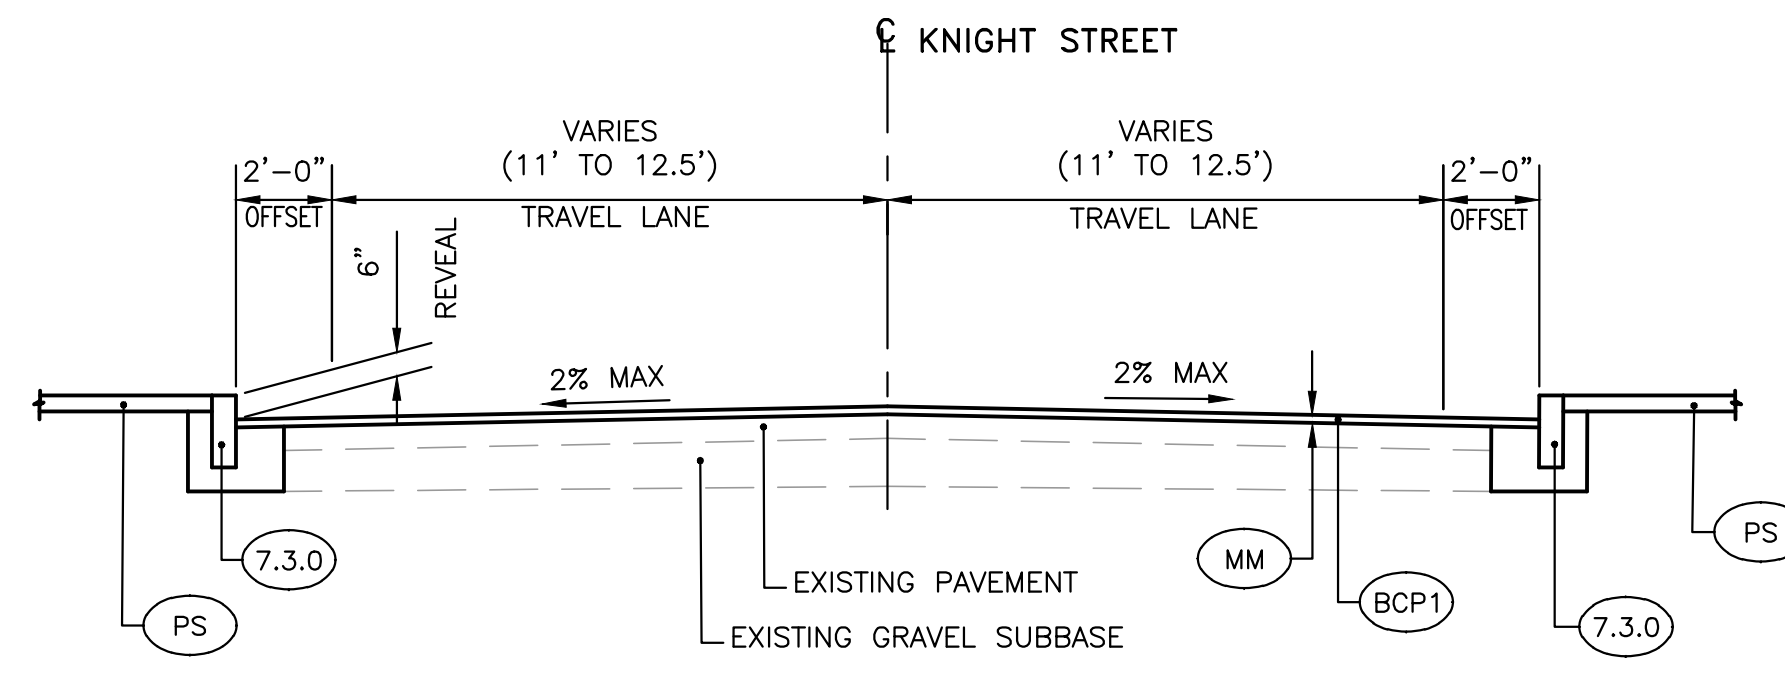 ℄ KNIGHT STREET
VARIES
(11' TO 12.5')
VARIES
(11' TO 12.5')
2'-0"
2'-0"
OFFSET
TRAVEL LANE
TRAVEL LANE
OFFSET
6"
REVEAL
2% MAX
2% MAX
7.3.0
PS
EXISTING PAVEMENT
EXISTING GRAVEL SUBBASE
MM
BCP1
PS
7.3.0